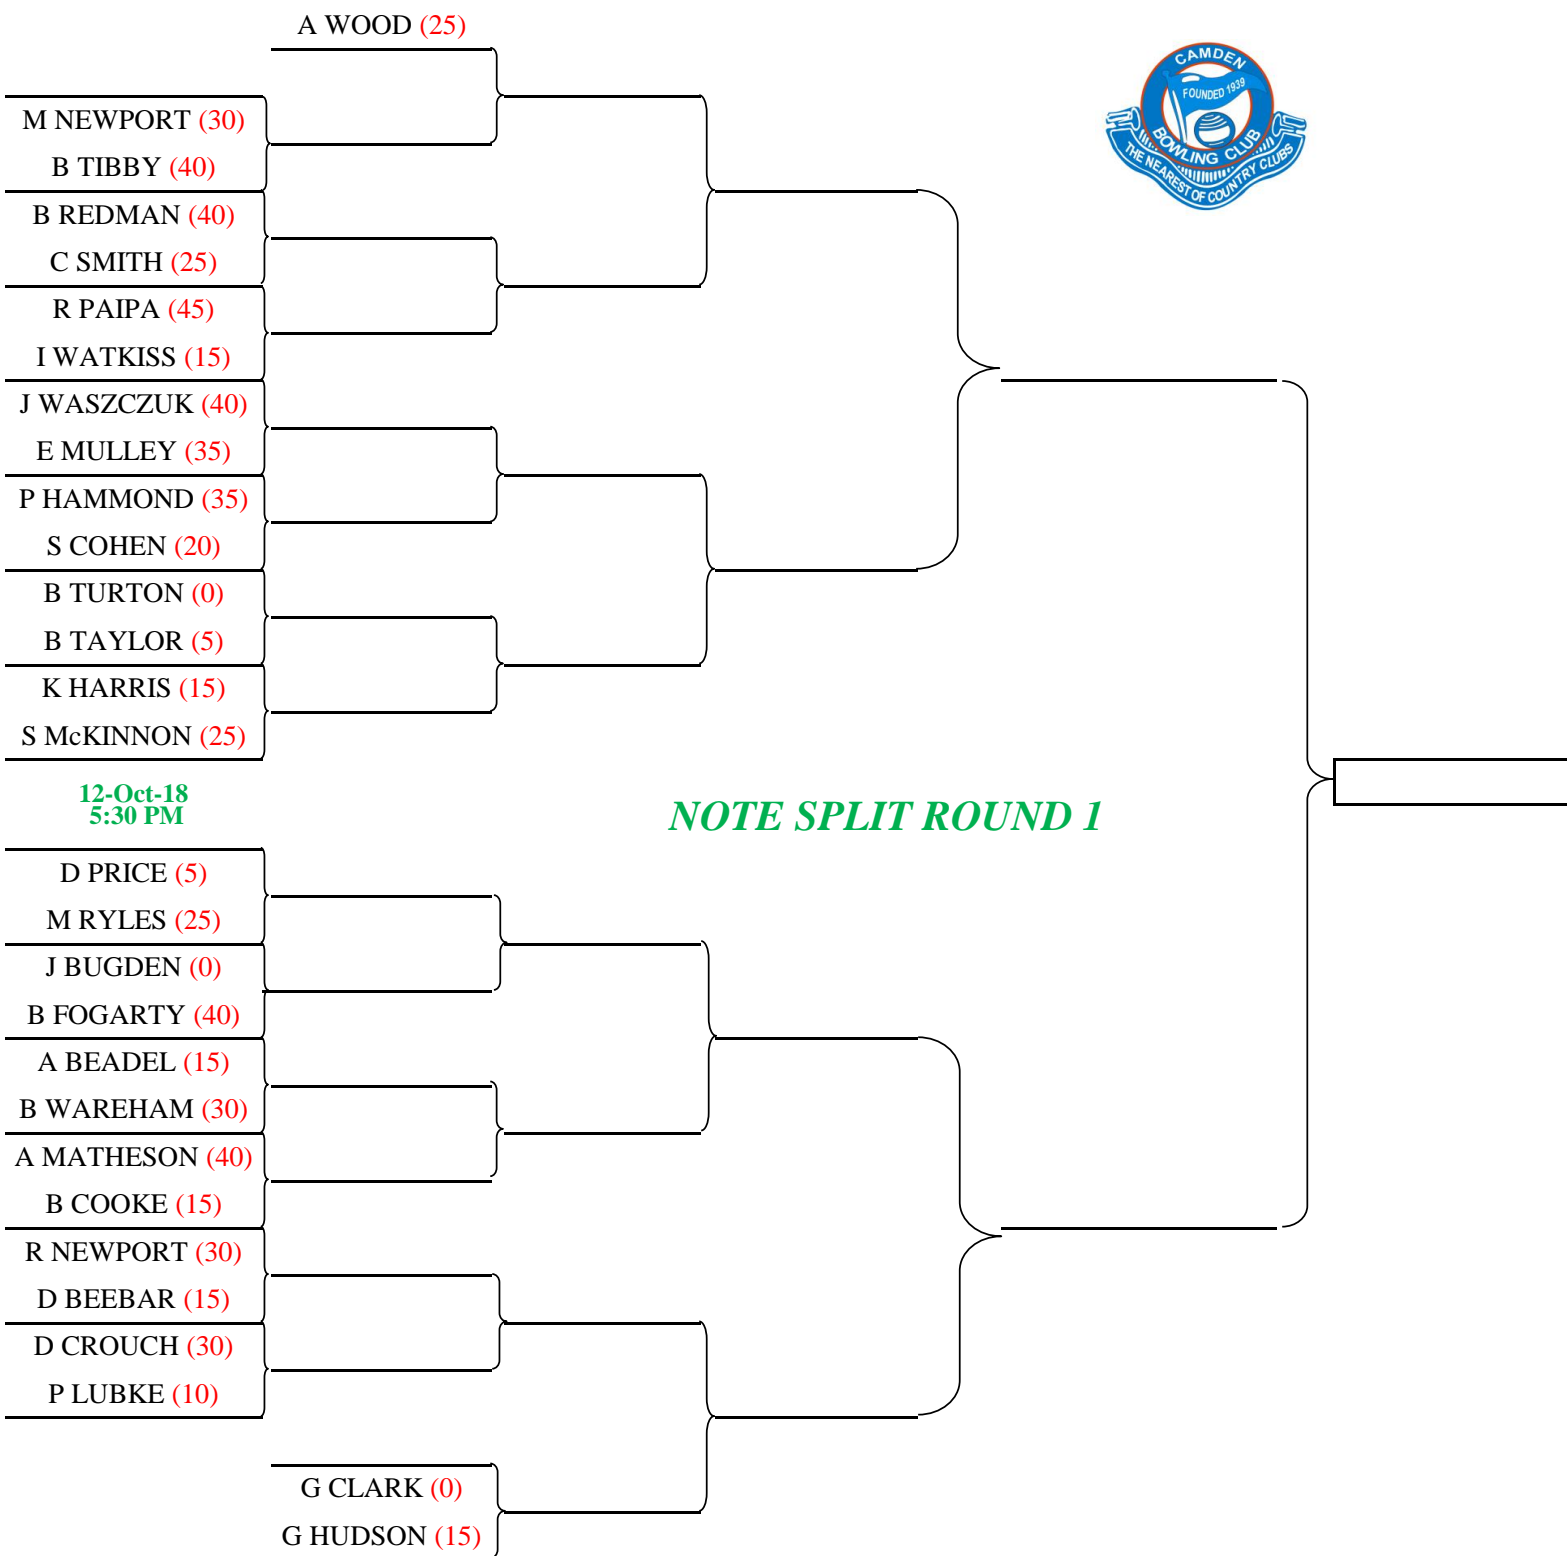 A WOOD (25)
CAMDEN
FOUNDED 1939
BOWLING CLUB
THE NEAREST OF COUNTRY CLUBS
M NEWPORT (30)
B TIBBY (40)
B REDMAN (40)
C SMITH (25)
R PAIPA (45)
I WATKISS (15)
J WASZCZUK (40)
E MULLEY (35)
P HAMMOND (35)
S COHEN (20)
B TURTON (0)
B TAYLOR (5)
K HARRIS (15)
S McKINNON (25)
12-Oct-18
5:30 PM
NOTE SPLIT ROUND 1
D PRICE (5)
M RYLES (25)
J BUGDEN (0)
B FOGARTY (40)
A BEADEL (15)
B WAREHAM (30)
A MATHESON (40)
B COOKE (15)
R NEWPORT (30)
D BEEBAR (15)
D CROUCH (30)
P LUBKE (10)
G CLARK (0)
G HUDSON (15)